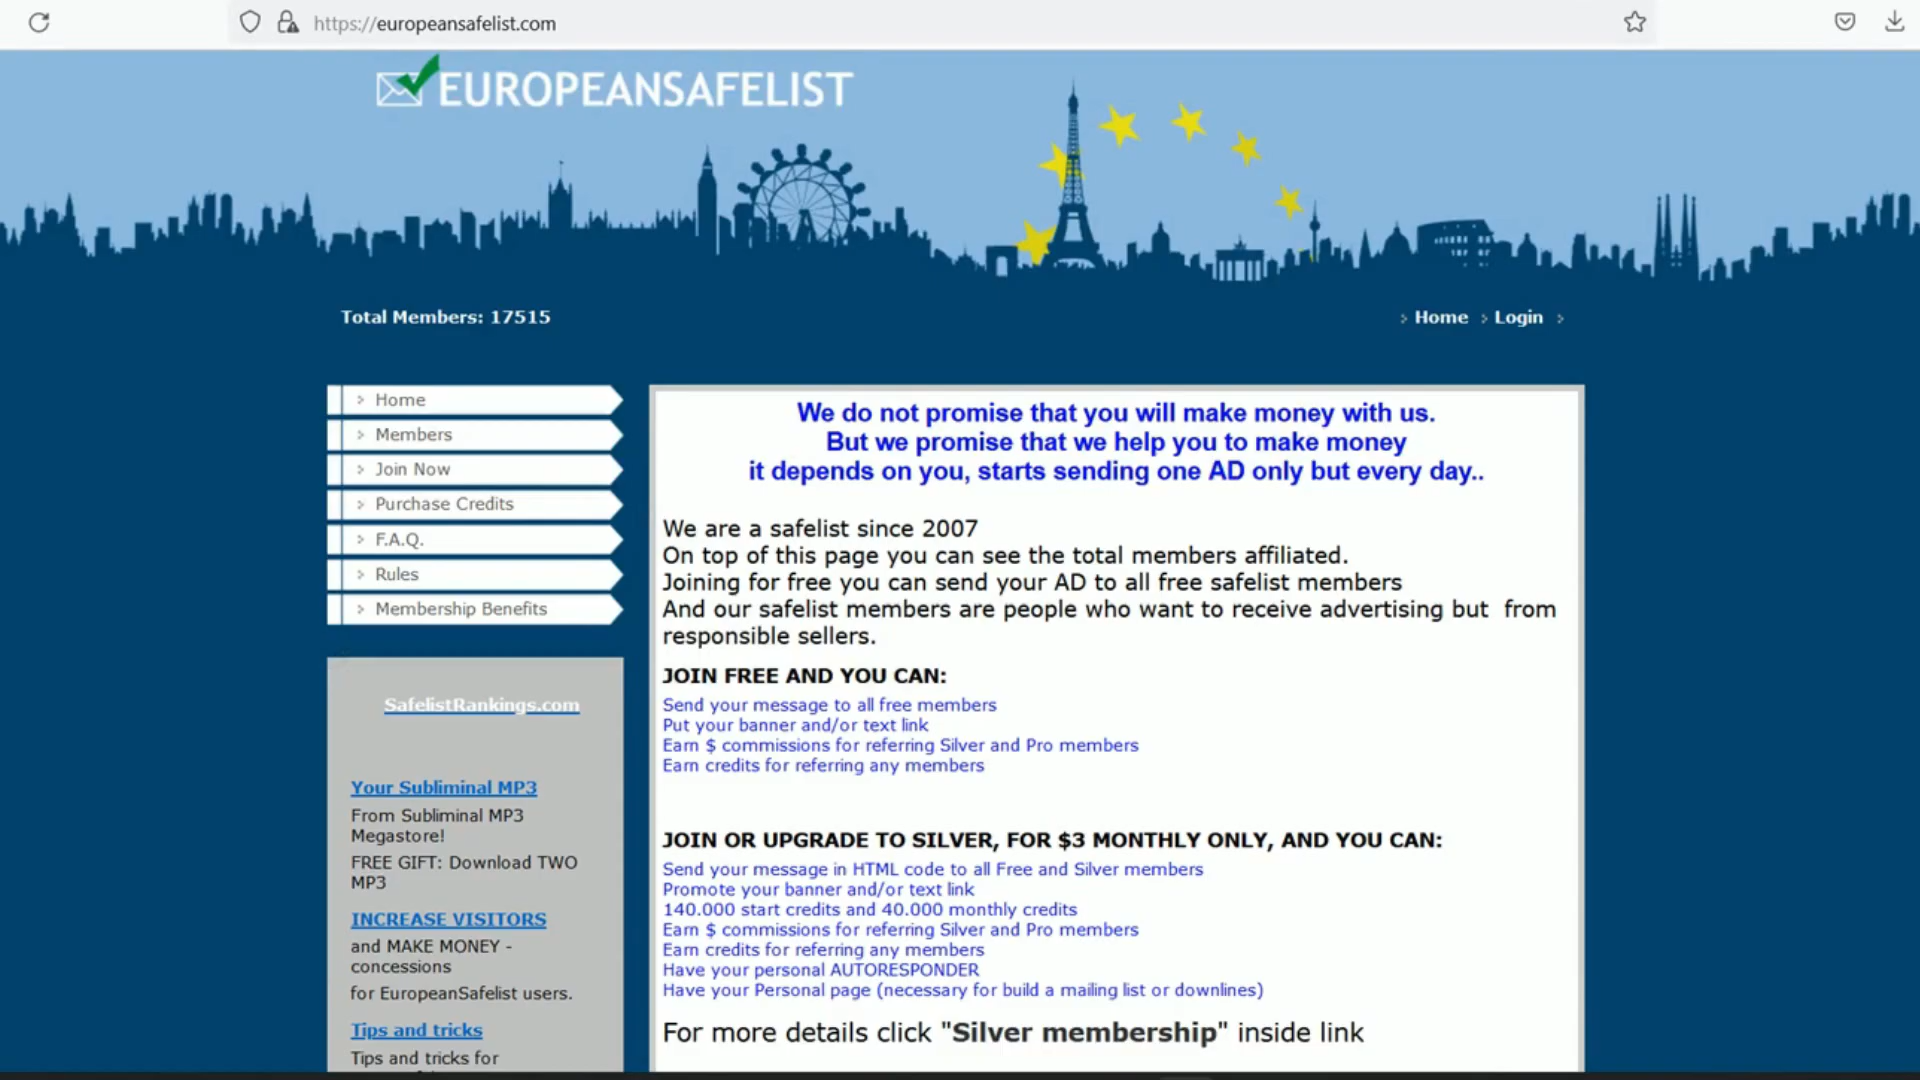 https://europeansafelist.com
EUROPEANSAFELIST
Total Members: 17515
Home
Login
Home
Members
Join Now
Purchase Credits
F.A.Q.
Rules
Membership Benefits
SafelistRankings.com
Your Subliminal MP3
From Subliminal MP3
Megastore!
FREE GIFT: Download TWO
MP3
INCREASE VISITORS
and MAKE MONEY -
concessions
for EuropeanSafelist users.
Tips and tricks
Tips and tricks for
We do not promise that you will make money with us.
But we promise that we help you to make money
it depends on you, starts sending one AD only but every day..
We are a safelist since 2007
On top of this page you can see the total members affiliated.
Joining for free you can send your AD to all free safelist members
And our safelist members are people who want to receive advertising but from
responsible sellers.
JOIN FREE AND YOU CAN:
Send your message to all free members
Put your banner and/or text link
Earn $ commissions for referring Silver and Pro members
Earn credits for referring any members
JOIN OR UPGRADE TO SILVER, FOR $3 MONTHLY ONLY, AND YOU CAN:
Send your message in HTML code to all Free and Silver members
Promote your banner and/or text link
140.000 start credits and 40.000 monthly credits
Earn $ commissions for referring Silver and Pro members
Earn credits for referring any members
Have your personal AUTORESPONDER
Have your Personal page (necessary for build a mailing list or downlines)
For more details click "Silver membership" inside link